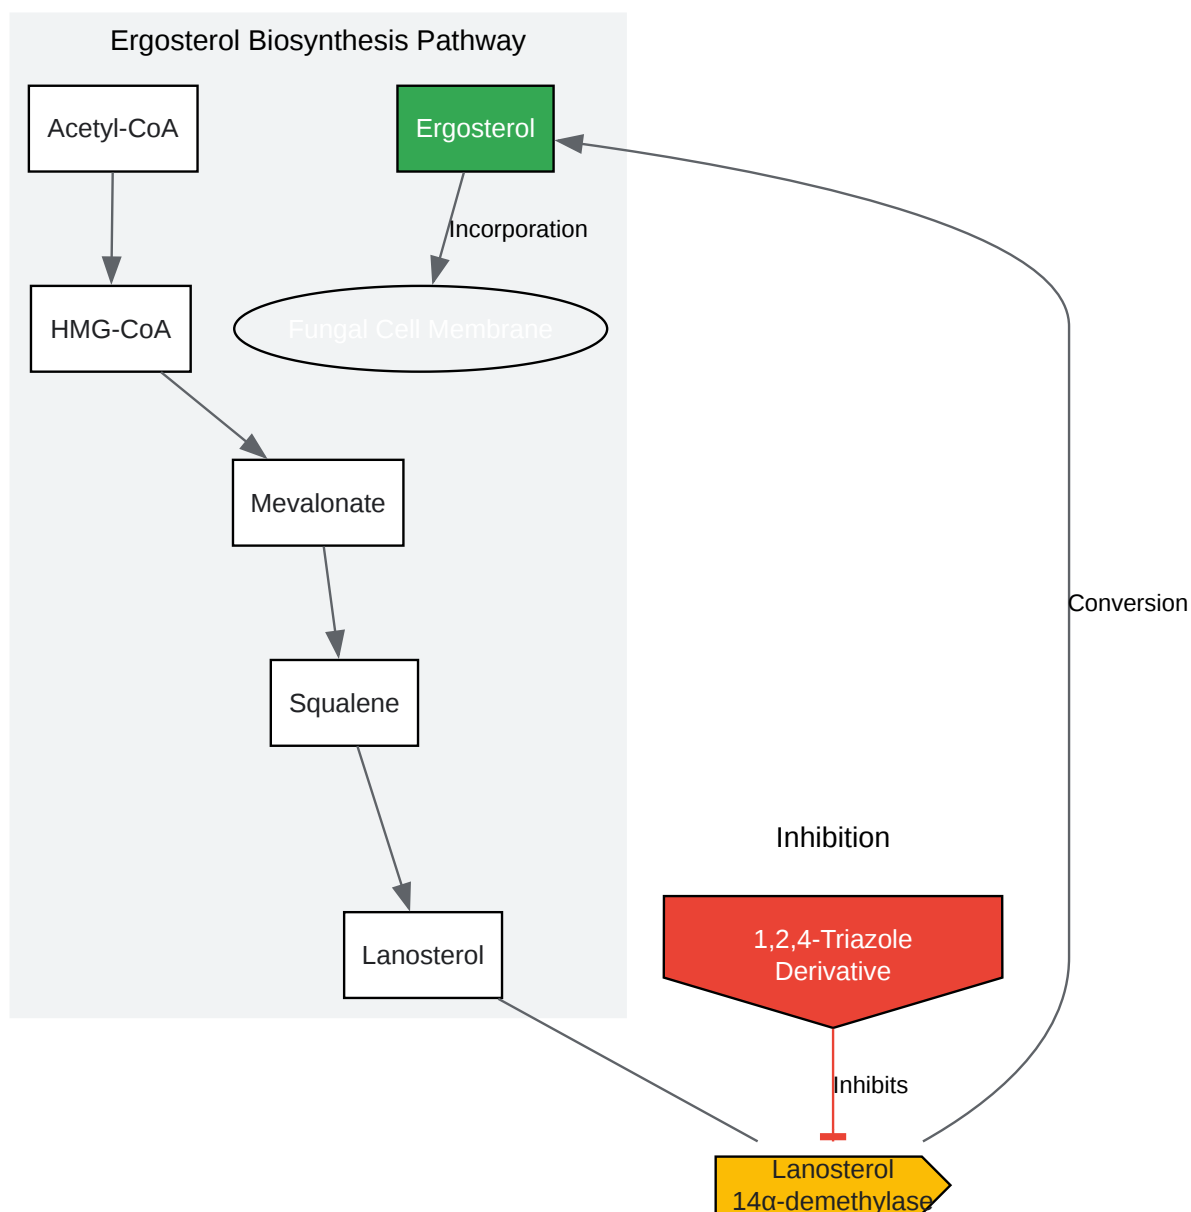 Ergosterol Biosynthesis Pathway
Acetyl-CoA
Ergosterol
Incorporation
HMG-CoA
Fungal Cell Membrane
Mevalonate
Conversion
Squalene
Inhibition
1,2,4-Triazole
Derivative
Lanosterol
Inhibits
Lanosterol
14α-demethylase